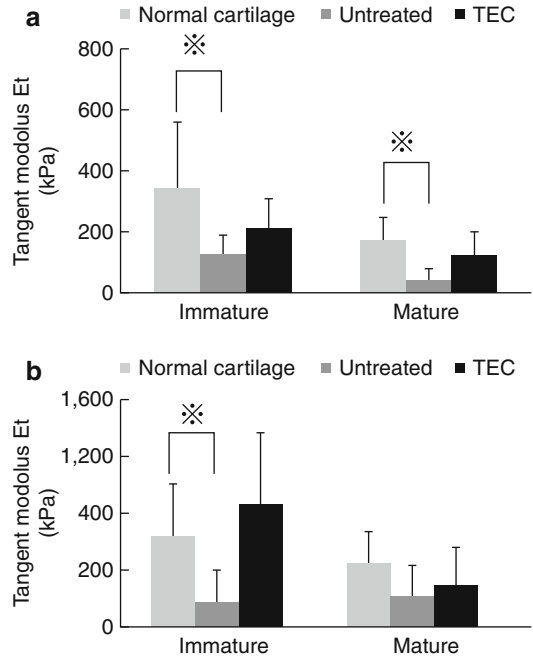 a
Normal cartilage Untreated TEC
800
600
400
200
0
Tangent modolus Et
(kPa)
※
※
Immature Mature
b
Normal cartilage Untreated TEC
1,600
1,200
400
200
0
Tangent modolus Et
(kPa)
※
Immature Mature